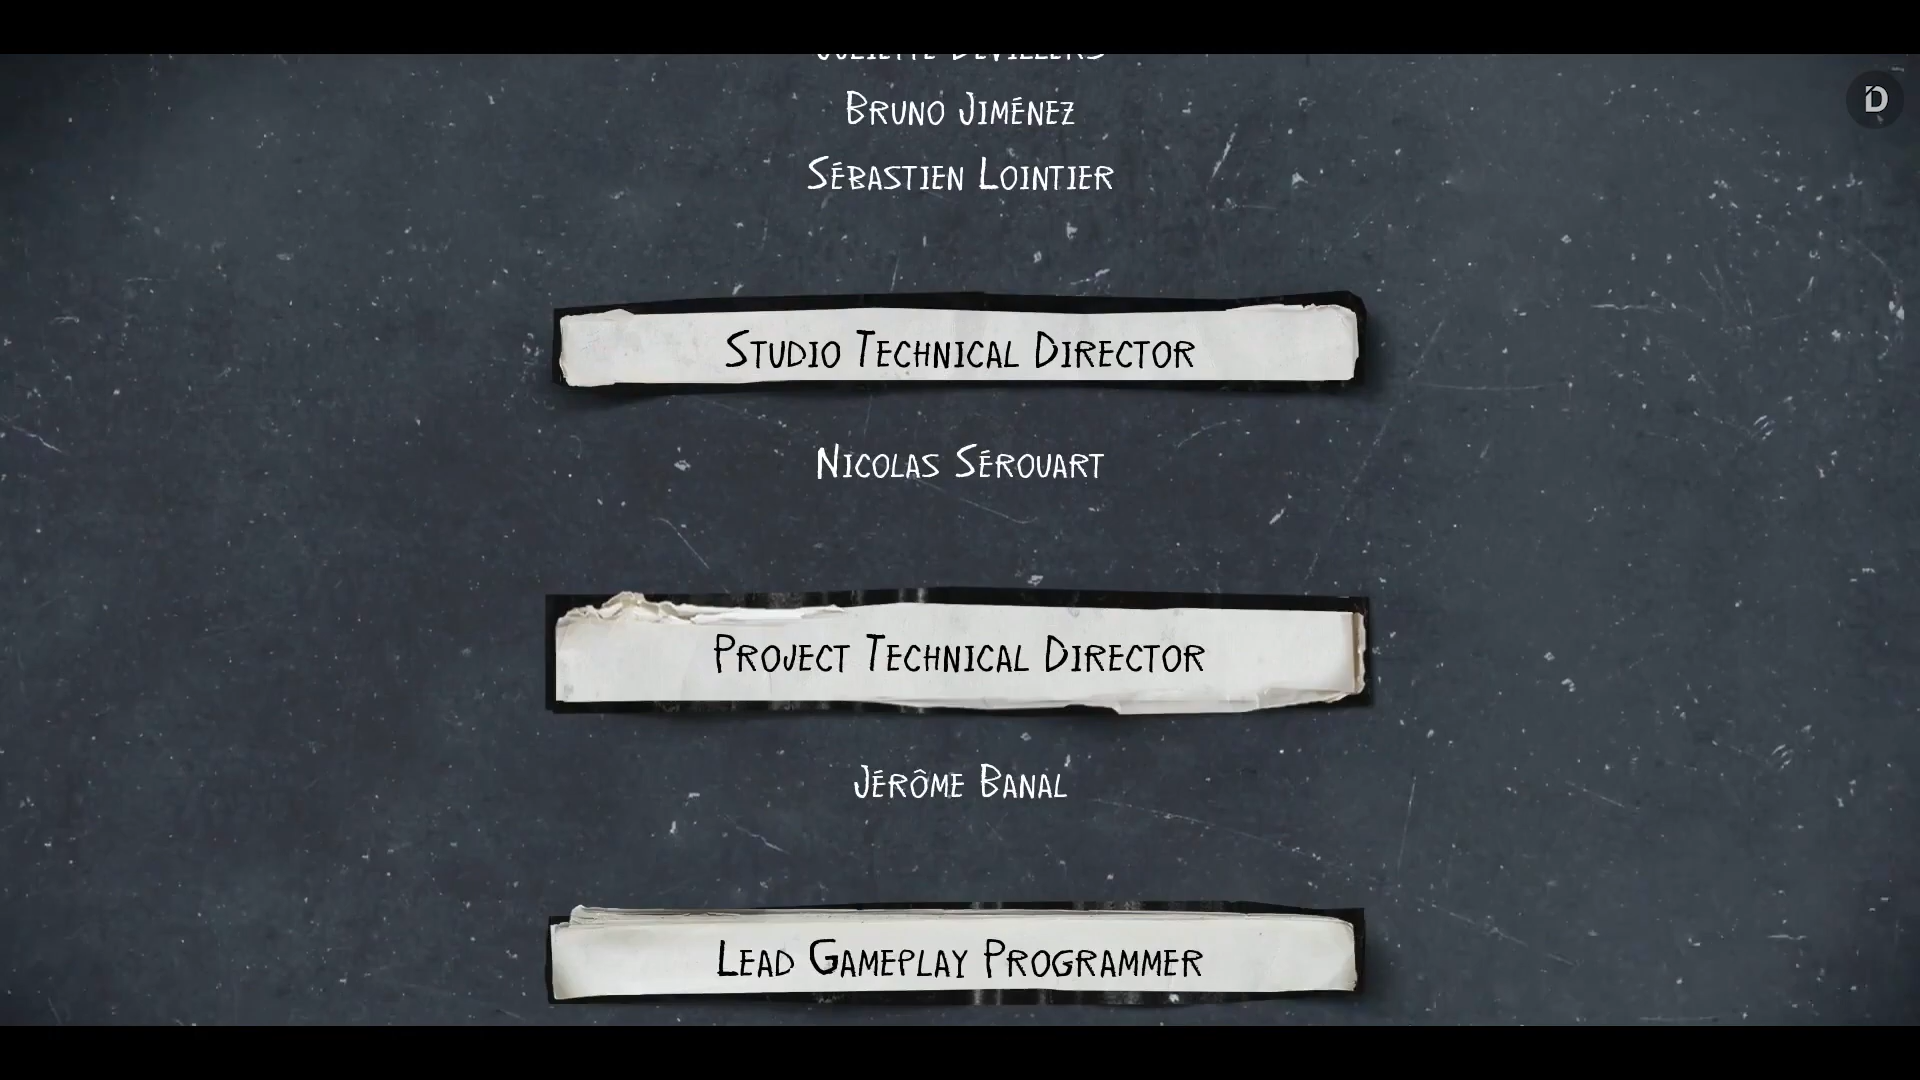 Bruno Jiménez
Sébastien Lointier
Studio Technical Director
Nicolas Sérouart
Project Technical Director
Jérôme Banal
Lead Gameplay Programmer